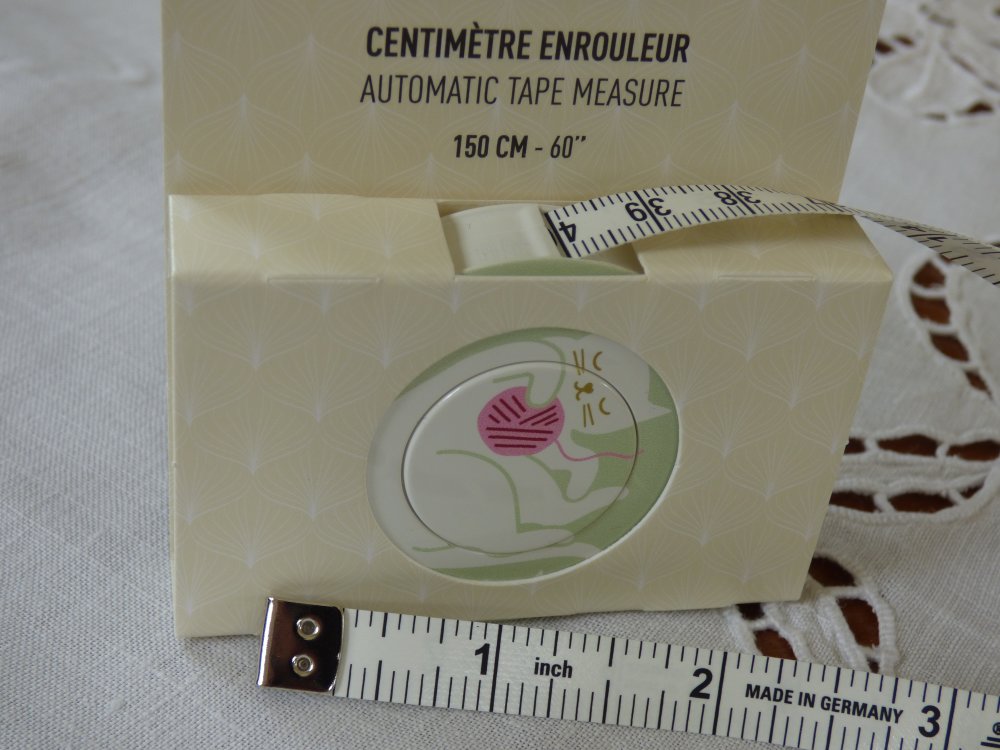 CENTIMÈTRE ENROULEUR
AUTOMATIC TAPE MEASURE
150 CM - 60’’
4 39 38
1 inch 2 MADE IN GERMANY 3